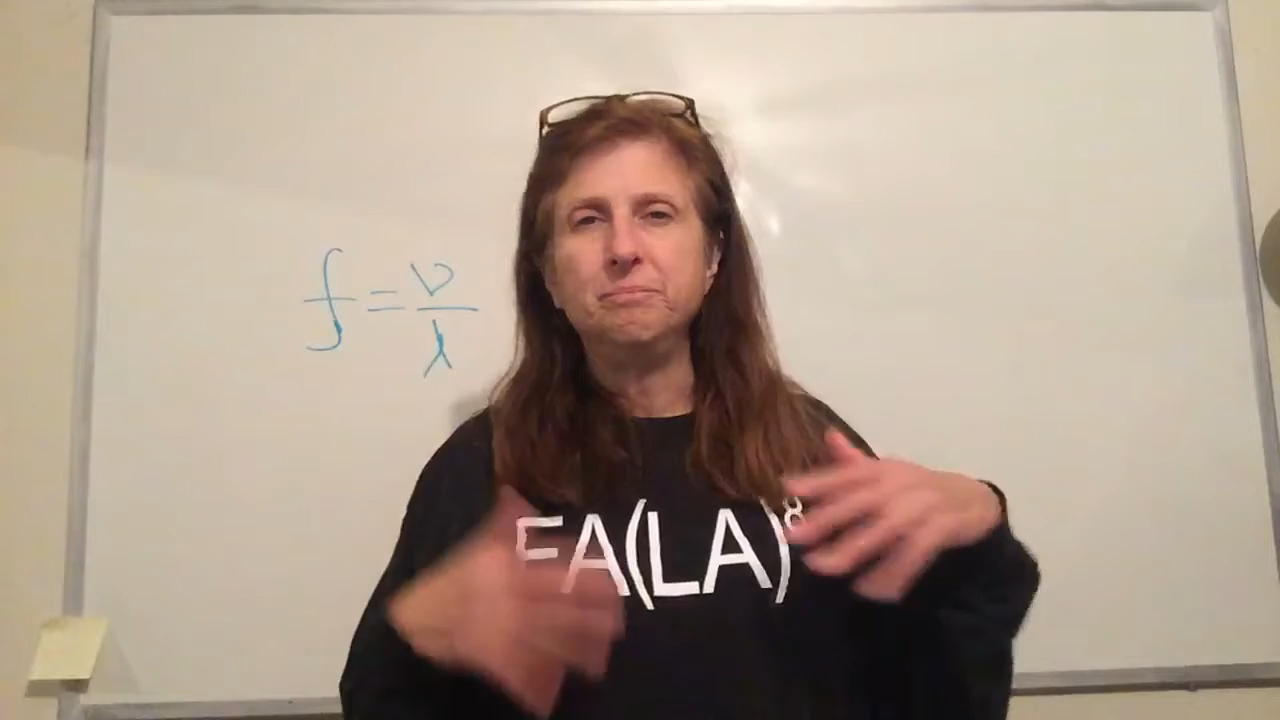 f = v/λ
FA(LA)⁸